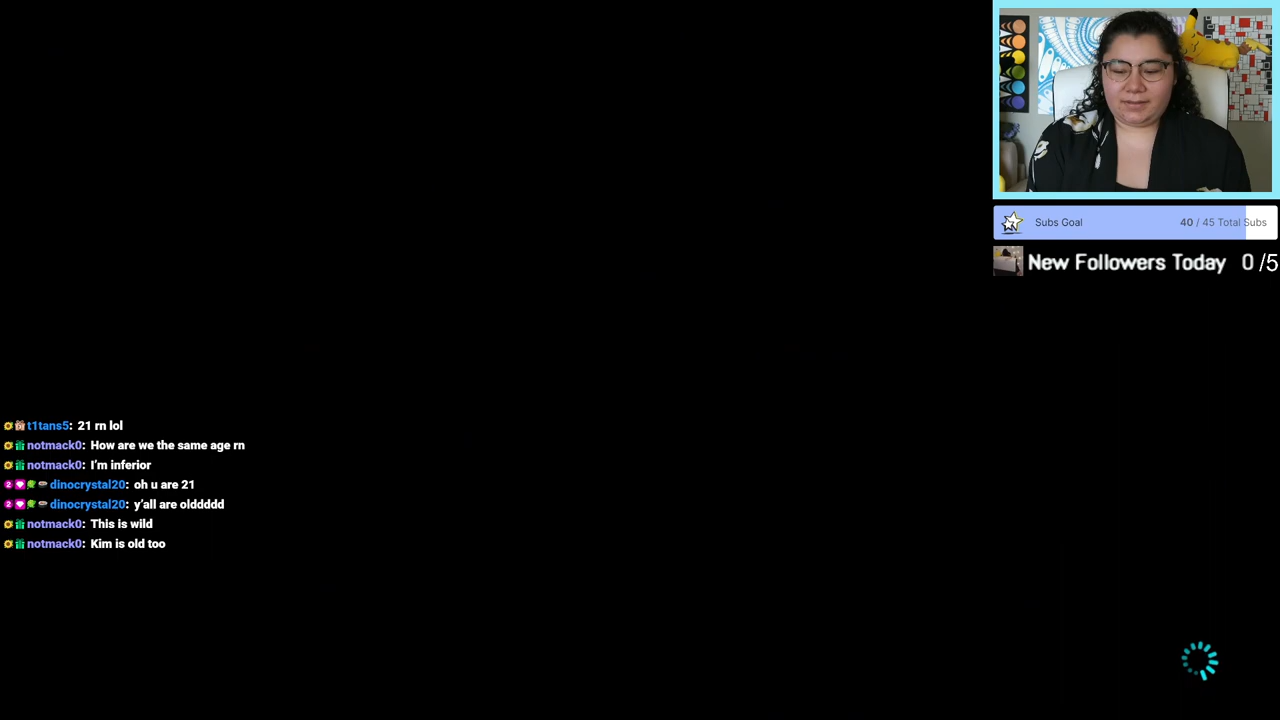 Subs Goal 40 / 45 Total Subs
New Followers Today 0 /5
t1tans5: 21 rn lol
notmack0: How are we the same age rn
notmack0: I'm inferior
dinocrystal20: oh u are 21
dinocrystal20: y'all are olddddd
notmack0: This is wild
notmack0: Kim is old too